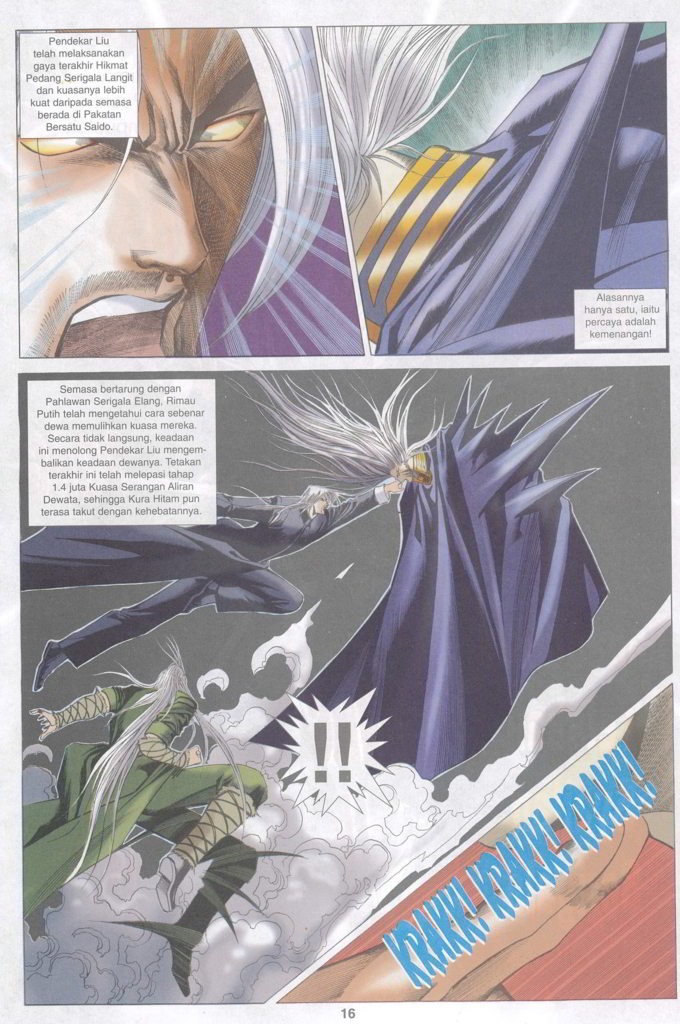 Pendekar Liu
telah melaksanakan
gaya terakhir Hikmat
Pedang Serigala Langit
dan kuasanya lebih
kuat daripada semasa
berada di Pakatan
Bersatu Saido.
Alasannya
hanya satu, iaitu
percaya adalah
kemenangan!
Semasa bertarung dengan
Pahlawan Serigala Elang, Rimau
Putih telah mengetahui cara sebenar
dewa memulihkan kuasa mereka.
Secara tidak langsung, keadaan
ini menolong Pendekar Liu mengem-
balikan keadaan dewanya. Tetakan
terakhir ini telah melepasi tahap
1.4 juta Kuasa Serangan Aliran
Dewata, sehingga Kura Hitam pun
terasa takut dengan kehebatannya.
!!
KRAKK! KRAKK! KRAKK!
16